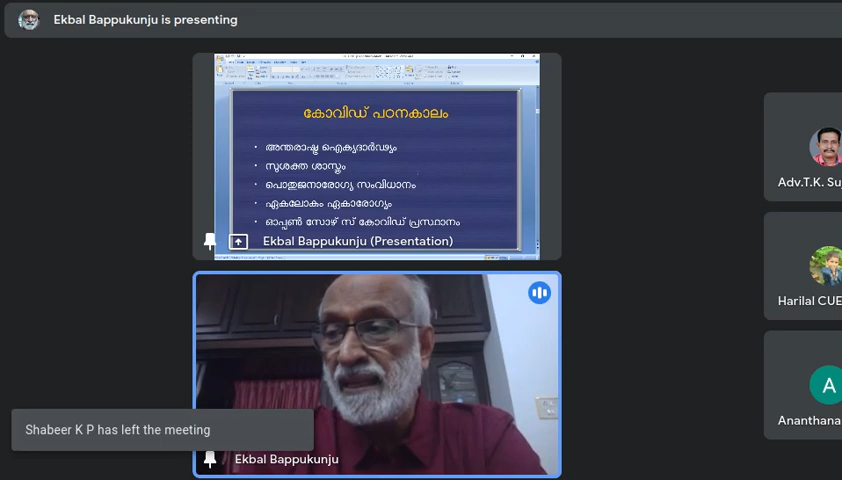 Ekbal Bappukunju is presenting
കോവിഡ് പഠനകാലം
• അന്തരാഷ്ട്ര ഐക്യദാർഢ്യം
• സുശക്ത ശാസ്ത്രം
• പൊതുജനാരോഗ്യ സംവിധാനം
• ഏകലോകം ഏകാരോഗ്യം
• ഓപ്പൺ സോഴ് സ് കോവിഡ് പ്രസ്ഥാനം
Ekbal Bappukunju (Presentation)
Adv.T.K. Su
Harilal CUE
A
Ananthana
Shabeer K P has left the meeting
Ekbal Bappukunju